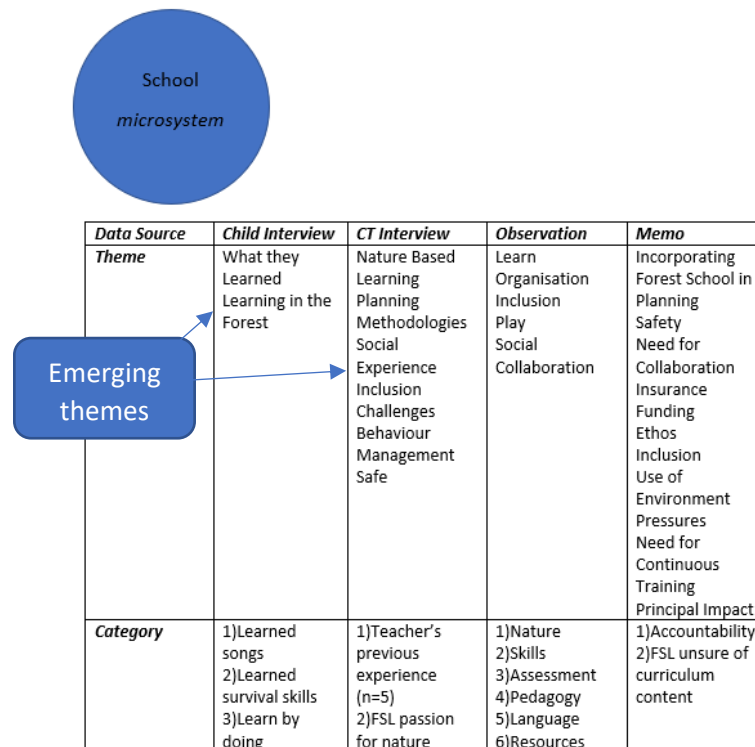 School
microsystem
Data Source
Child Interview
CT Interview
Observation
Memo
Theme
What they
Learned
Learning in the
Forest
Nature Based
Learning
Planning
Methodologies
Social
Experience
Inclusion
Challenges
Behaviour
Management
Safe
Learn
Organisation
Inclusion
Play
Social
Collaboration
Incorporating
Forest School in
Planning
Safety
Need for
Collaboration
Insurance
Funding
Ethos
Inclusion
Use of
Environment
Pressures
Need for
Continuous
Training
Principal Impact
Emerging
themes
Category
1)Learned
songs
2)Learned
survival skills
3)Learn by
doing
1)Teacher's
previous
experience
(n=5)
2)FSL passion
for nature
1)Nature
2)Skills
3)Assessment
4)Pedagogy
5)Language
6)Resources
1)Accountability
2)FSL unsure of
curriculum
content